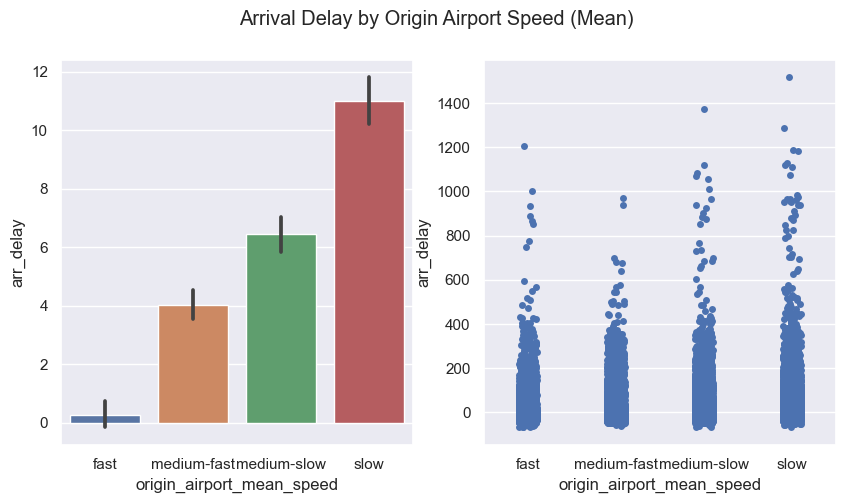 Arrival Delay by Origin Airport Speed (Mean)
arr_delay
12
10
8
6
4
2
0
fast medium-fast medium-slow slow
origin_airport_mean_speed
arr_delay
1400
1200
1000
800
600
400
200
0
fast medium-fast medium-slow slow
origin_airport_mean_speed